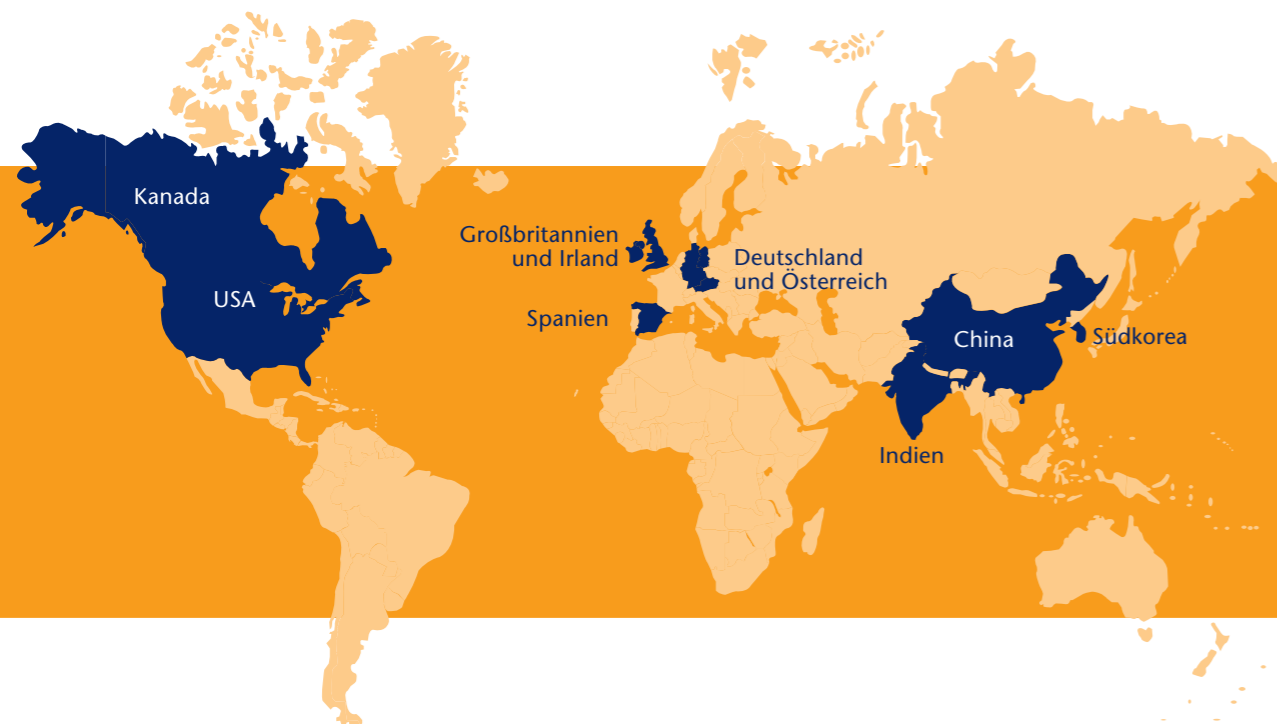 Kanada
USA
Großbritannien
und Irland
Spanien
Deutschland
und Österreich
China
Südkorea
Indien